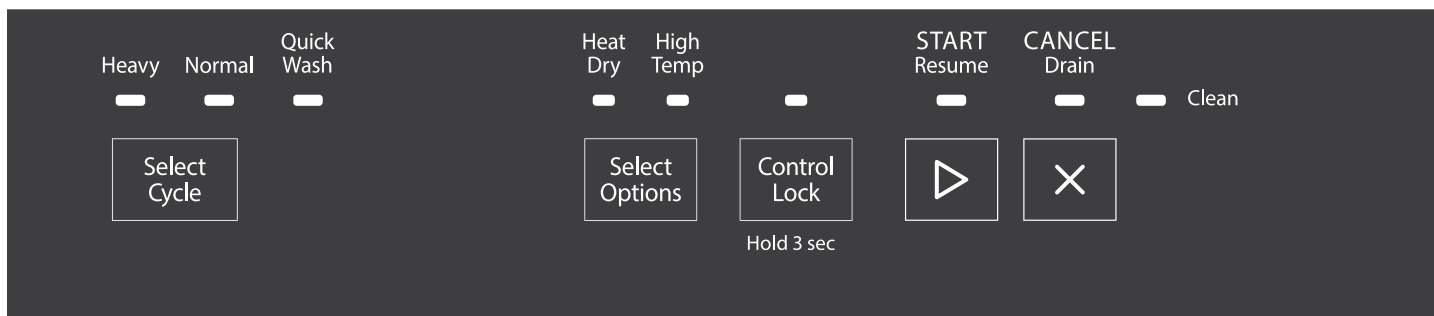 Heavy
Normal
Quick
Wash
Heat
Dry
High
Temp
START
Resume
CANCEL
Drain
Clean
Select
Cycle
Select
Options
Control
Lock
Hold 3 sec